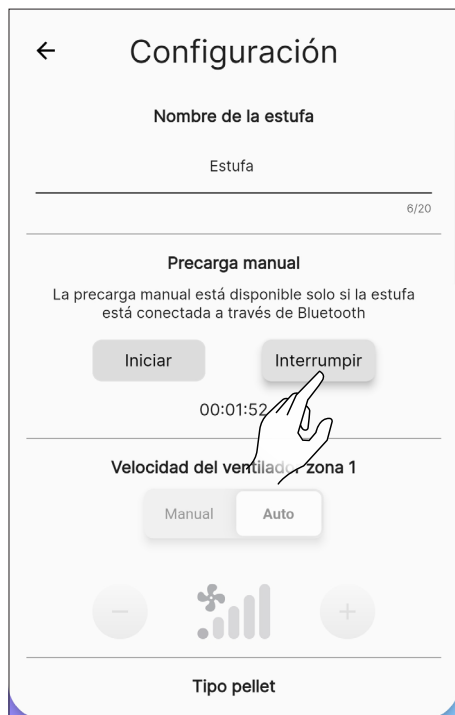 Configuración
Nombre de la estufa
Estufa
6/20
Precarga manual
La precarga manual está disponible solo si la estufa
está conectada a través de Bluetooth
Iniciar
Interrumpir
00:01:52
Velocidad del ventilador zona 1
Manual
Auto
Tipo pellet